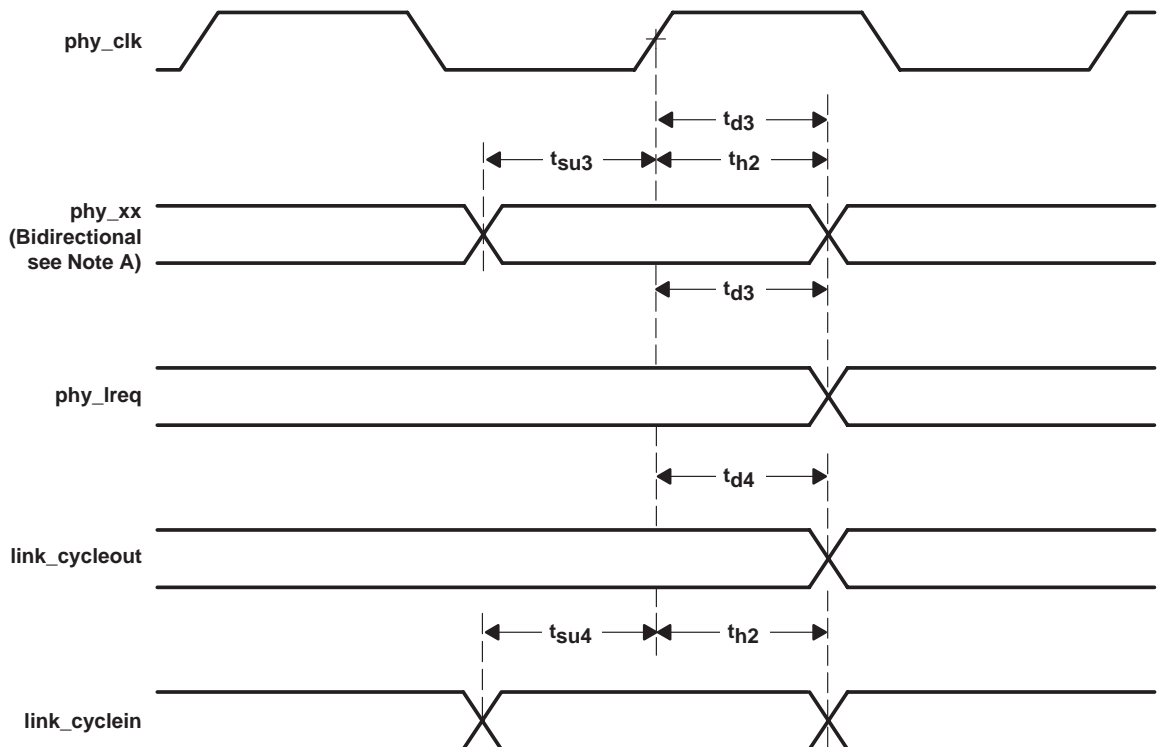 phy_clk
td3
tsu3
th2
phy_xx
(Bidirectional
see Note A)
td3
phy_lreq
td4
link_cycleout
tsu4
th2
link_cyclein